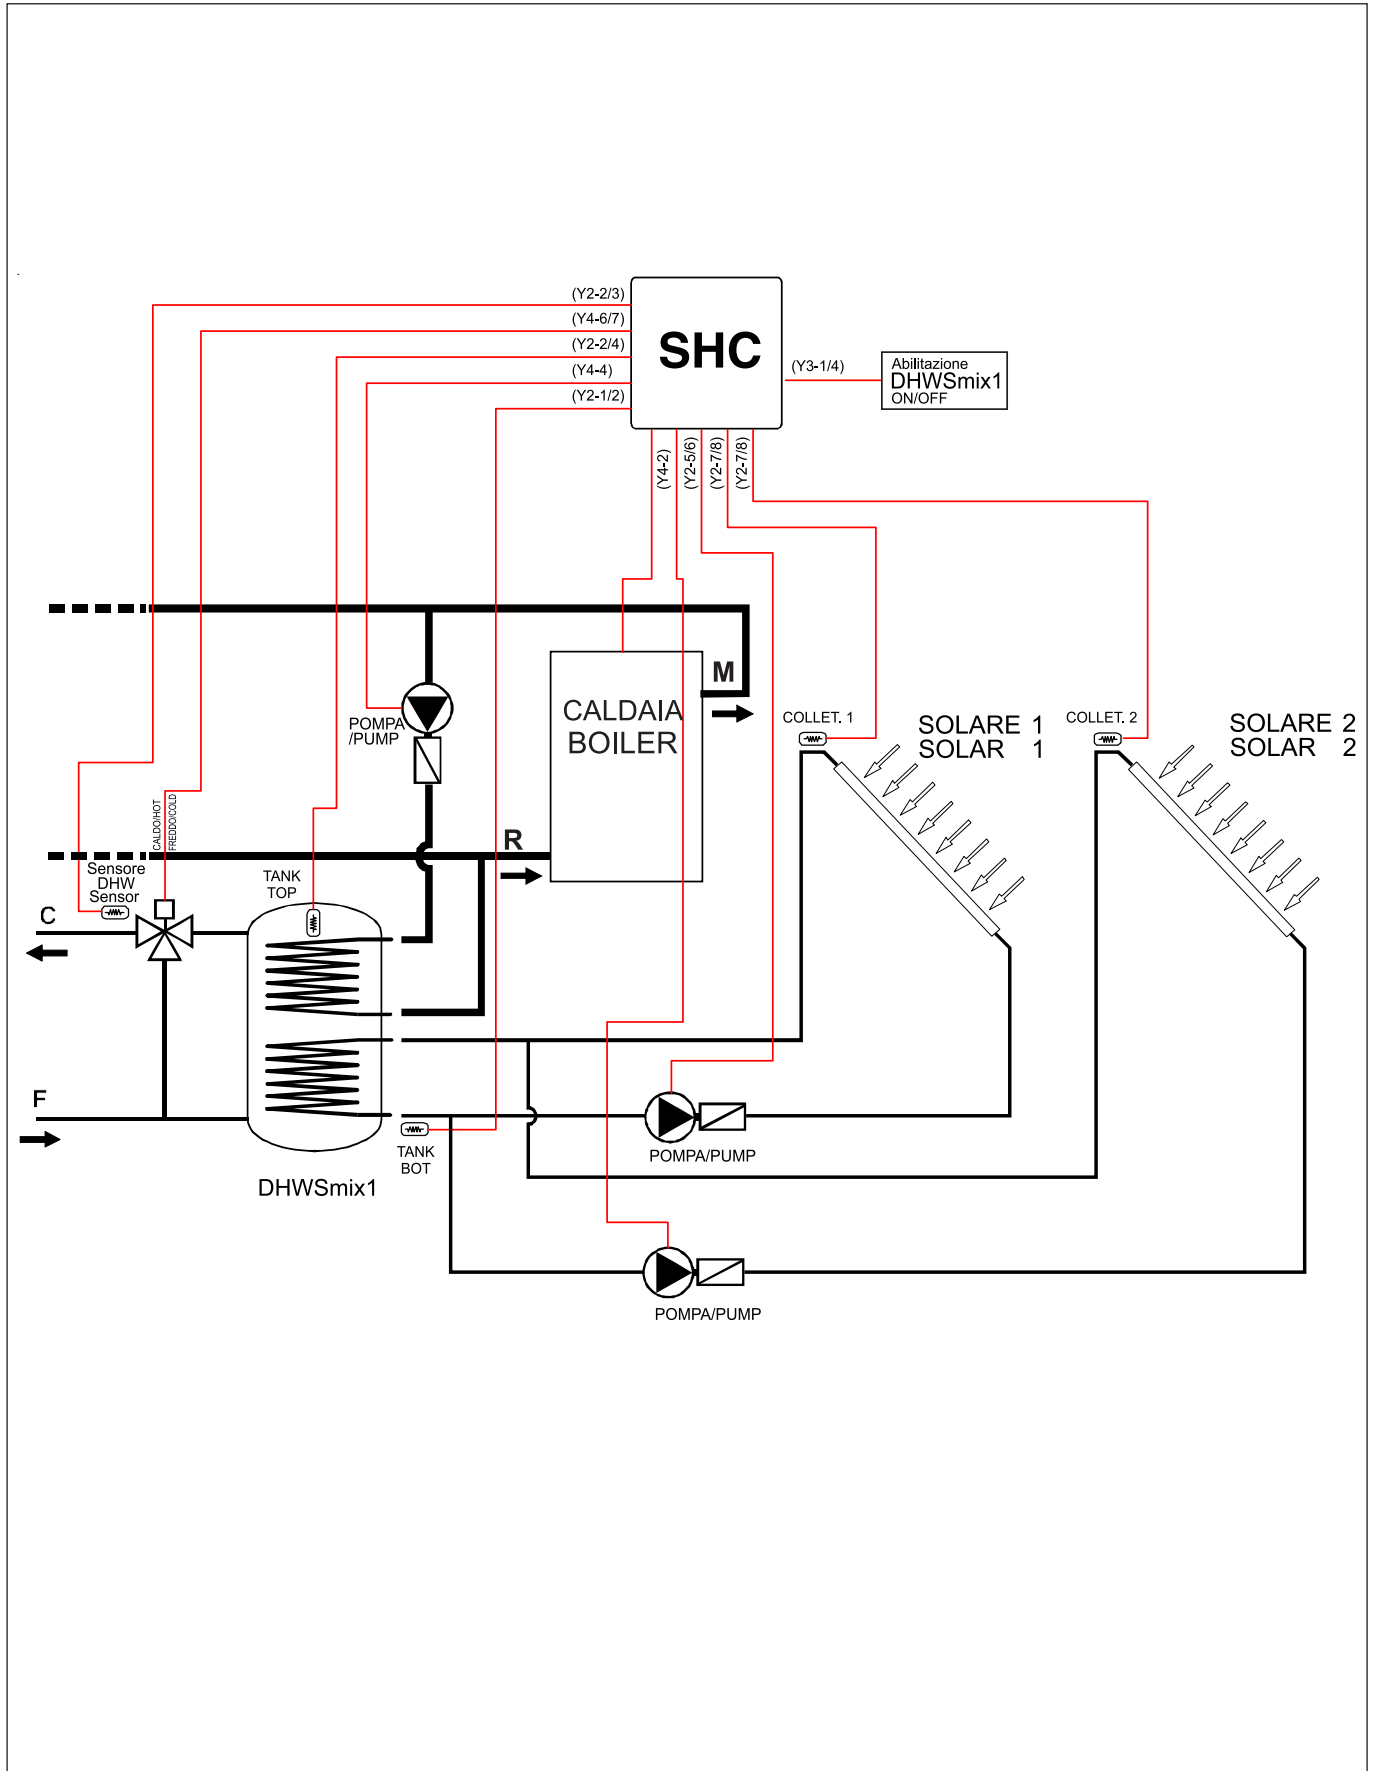 (Y2-2/3)
(Y4-6/7)
(Y2-2/4)
(Y4-4)
(Y2-1/2)
SHC
(Y3-1/4)
Abilitazione
DHWSmix1
ON/OFF
(Y4-2)
(Y2-5/6)
(Y2-7/8)
(Y2-7/8)
M
CALDAIA
BOILER
POMPA
/PUMP
COLLET. 1
SOLARE 1
SOLAR 1
COLLET. 2
SOLARE 2
SOLAR 2
CALDO/HOT
FREDDO/COLD
R
Sensore
DHW
Sensor
TANK
TOP
C
F
TANK
BOT
POMPA/PUMP
DHWSmix1
POMPA/PUMP